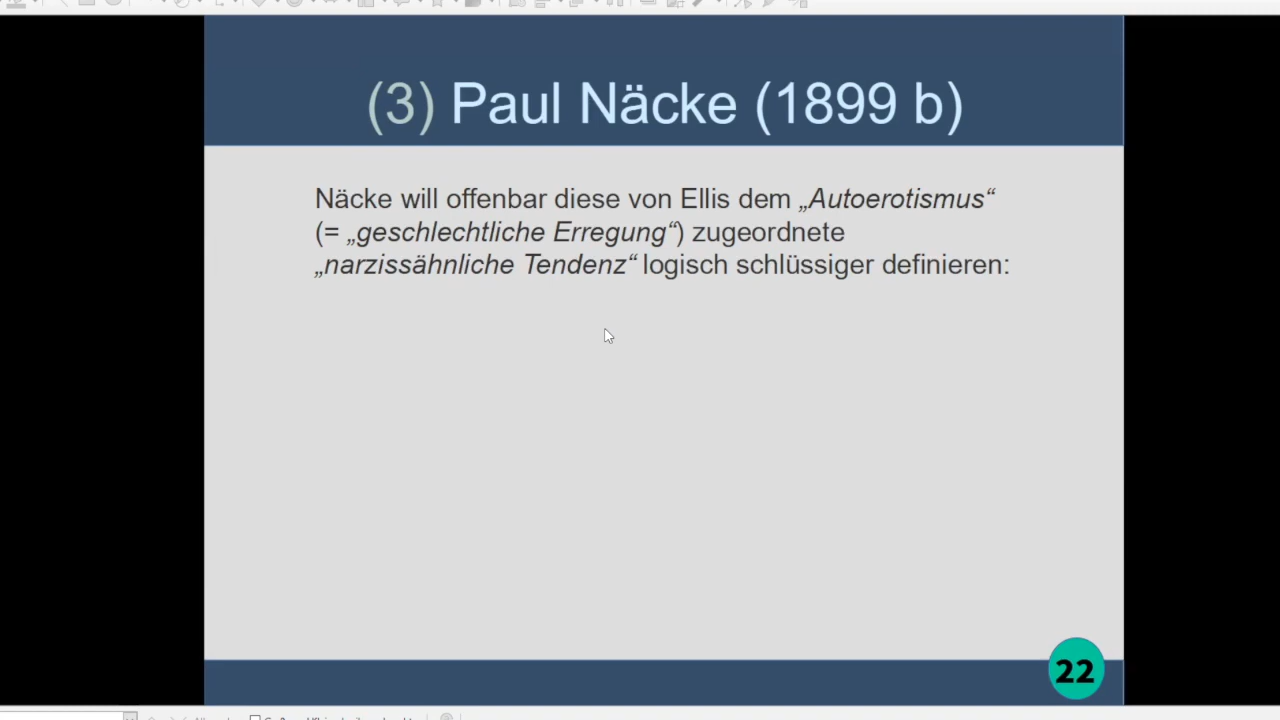 (3) Paul Näcke (1899 b)
Näcke will offenbar diese von Ellis dem „Autoerotismus“
(= „geschlechtliche Erregung“) zugeordnete
„narzissähnliche Tendenz“ logisch schlüssiger definieren:
22